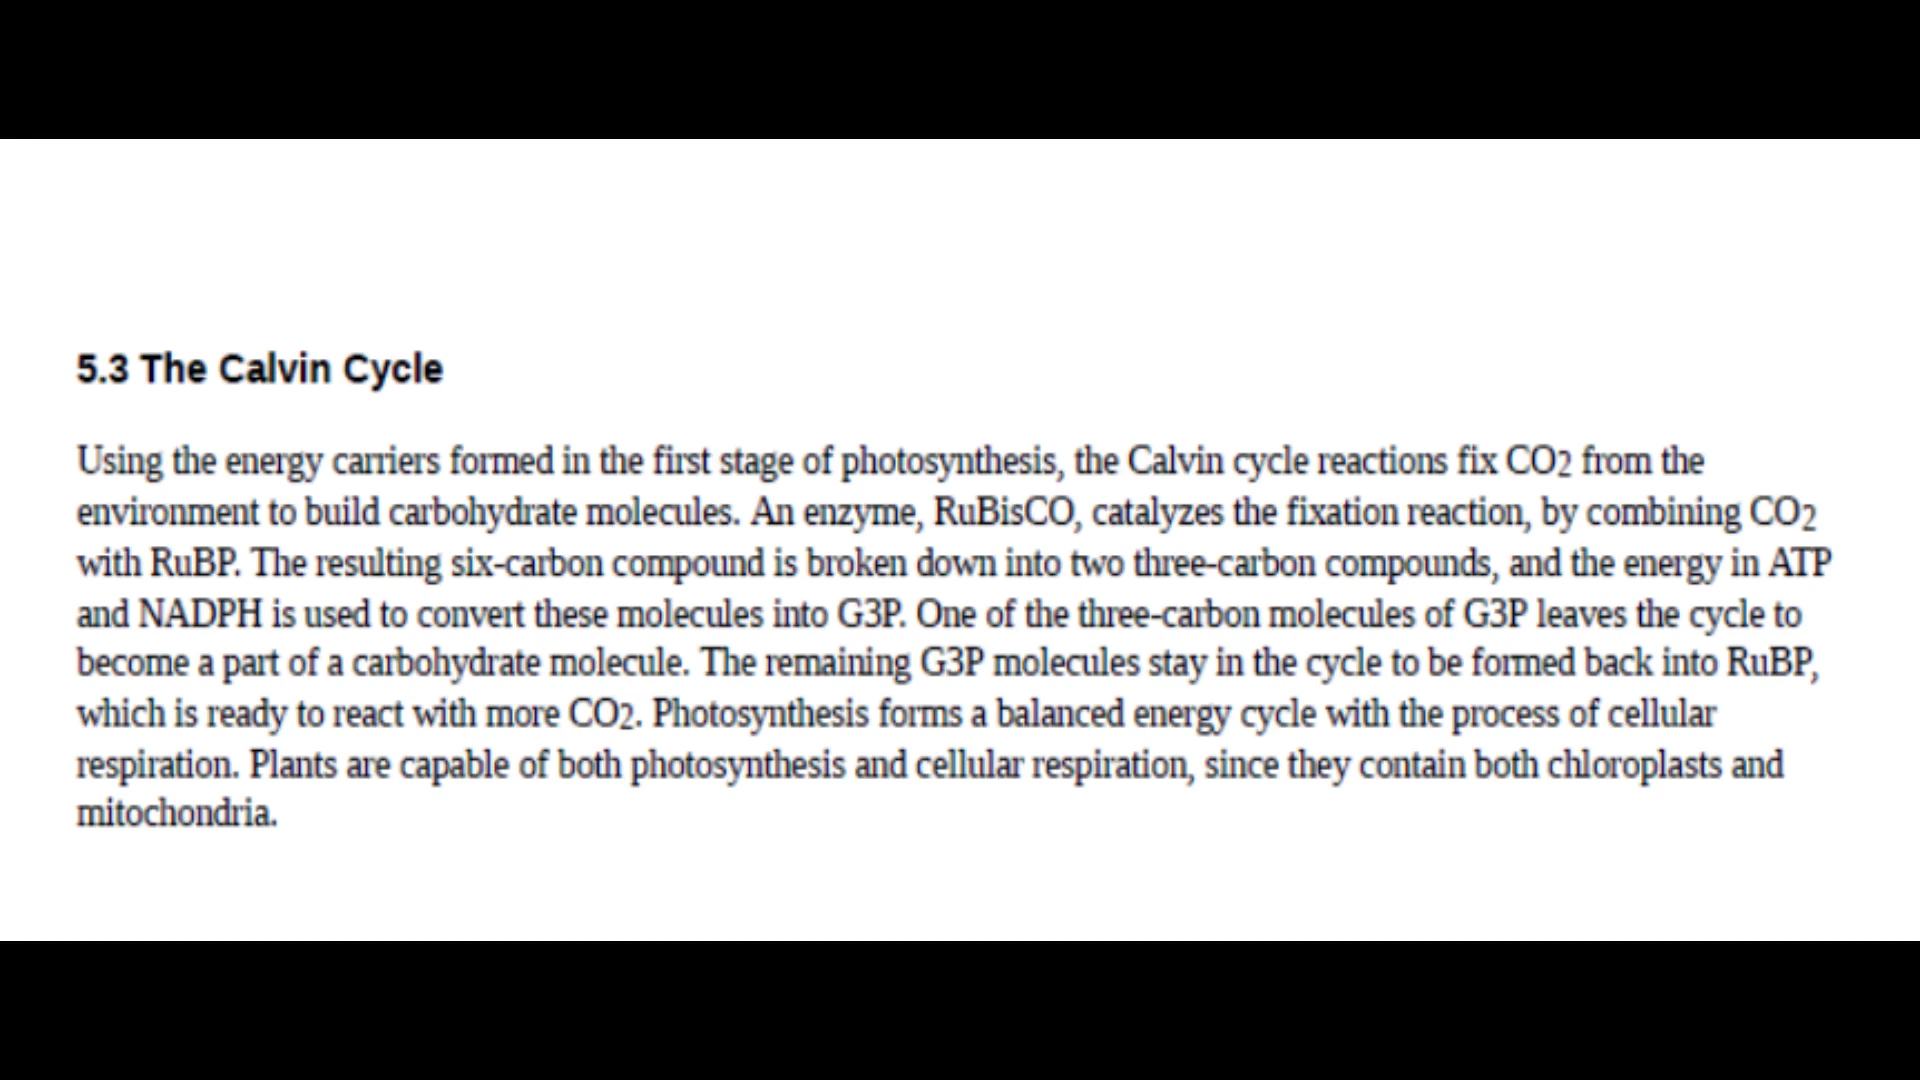 5.3 The Calvin Cycle
Using the energy carriers formed in the first stage of photosynthesis, the Calvin cycle reactions fix CO2 from the
environment to build carbohydrate molecules. An enzyme, RuBisCO, catalyzes the fixation reaction, by combining CO2
with RuBP. The resulting six-carbon compound is broken down into two three-carbon compounds, and the energy in ATP
and NADPH is used to convert these molecules into G3P. One of the three-carbon molecules of G3P leaves the cycle to
become a part of a carbohydrate molecule. The remaining G3P molecules stay in the cycle to be formed back into RuBP,
which is ready to react with more CO2. Photosynthesis forms a balanced energy cycle with the process of cellular
respiration. Plants are capable of both photosynthesis and cellular respiration, since they contain both chloroplasts and
mitochondria.